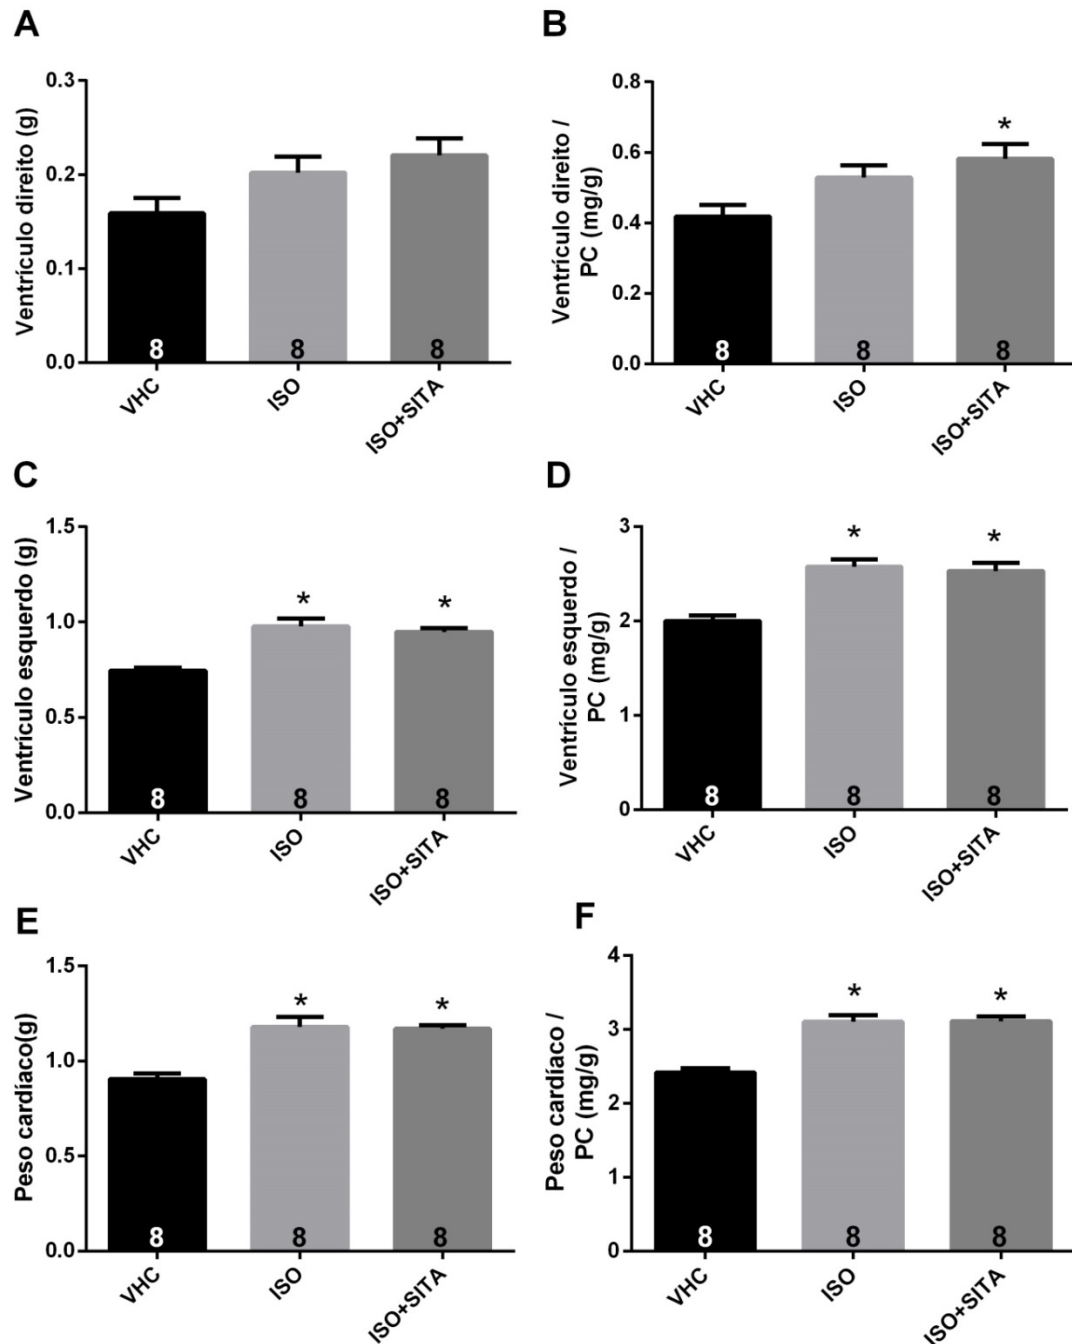 A
Ventrículo direito (g)
0.3
0.2
0.1
0.0
8
8
8
VHC
ISO
ISO+SITA
B
Ventrículo direito /
PC (mg/g)
0.8
0.6
0.4
0.2
0.0
*
8
8
8
VHC
ISO
ISO+SITA
C
Ventrículo esquerdo (g)
1.5
1.0
0.5
0.0
*
*
8
8
8
VHC
ISO
ISO+SITA
D
Ventrículo esquerdo /
PC (mg/g)
3
2
1
0
*
*
8
8
8
VHC
ISO
ISO+SITA
E
Peso cardíaco(g)
1.5
1.0
0.5
0.0
*
*
8
8
8
VHC
ISO
ISO+SITA
F
Peso cardíaco /
PC (mg/g)
4
3
2
1
0
*
*
8
8
8
VHC
ISO
ISO+SITA